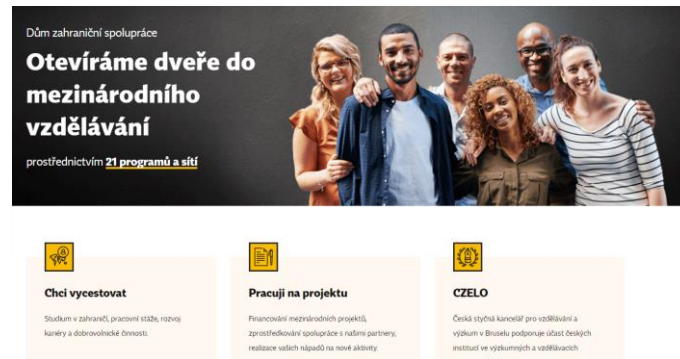 Dům zahraniční spolupráce
Otevíráme dveře do
mezinárodního
vzdělávání
prostřednictvím 21 programů a sítí
Chci vycestovat
Studium v zahraničí, pracovní stáže, rozvoj
kariéry a dobrovolnické činnosti.
Pracuji na projektu
Financování mezinárodních projektů,
zprostředkování spolupráce s našimi partnery,
realizace vašich nápadů na nové aktivity.
CZELO
Česká styčná kancelář pro vzdělávání a
výzkum v Bruselu podporuje účast českých
institucí ve výzkumných a vzdělávacích